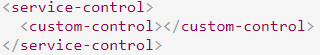 <service-control>
  <custom-control></custom-control>
</service-control>